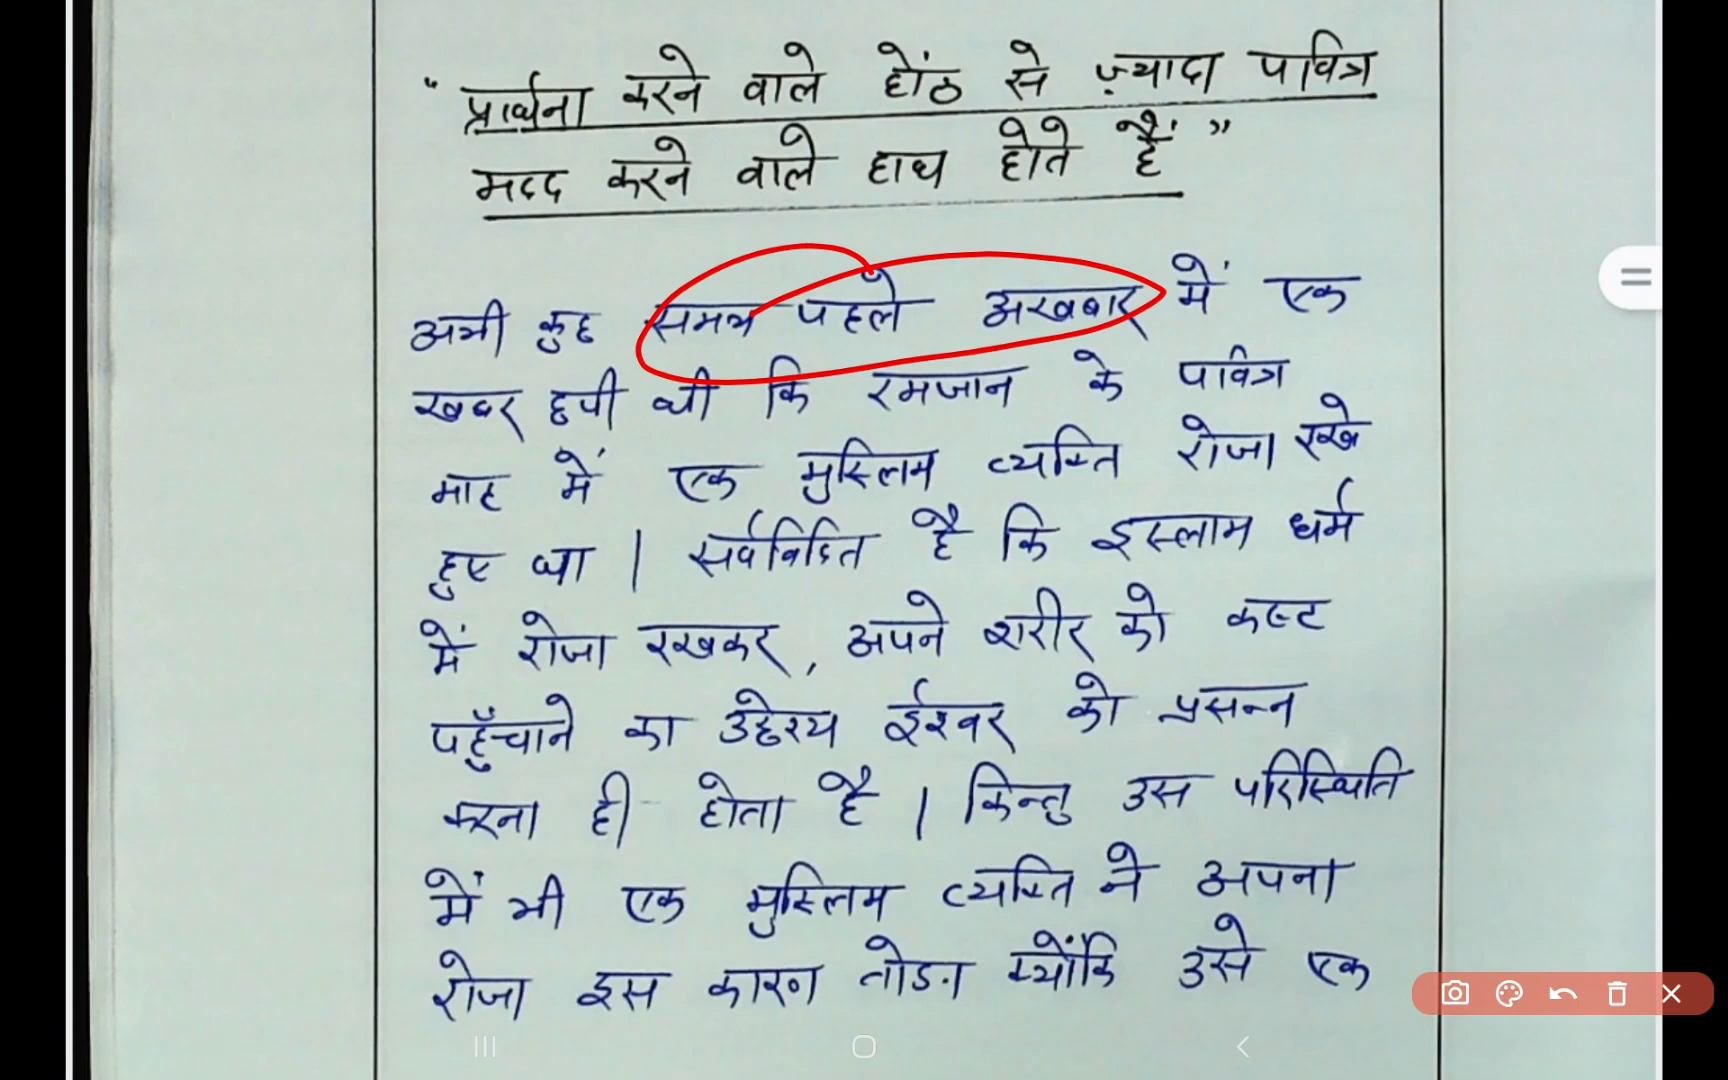 " प्रार्थना करने वाले होंठ से ज़्यादा पवित्र
मदद करने वाले हाथ होते हैं "
अभी कुछ समय पहले अखबार में एक
खबर छपी थी कि रमजान के पवित्र
माह में एक मुस्लिम व्यक्ति रोजा रखे
हुए था । सर्वविदित है कि इस्लाम धर्म
में रोजा रखकर, अपने शरीर को कष्ट
पहुँचाने का उद्देश्य ईश्वर को प्रसन्न
करना ही होता है । किन्तु उस परिस्थिति
में भी एक मुस्लिम व्यक्ति ने अपना
रोजा इस कारण तोड़ा क्योंकि उसे एक